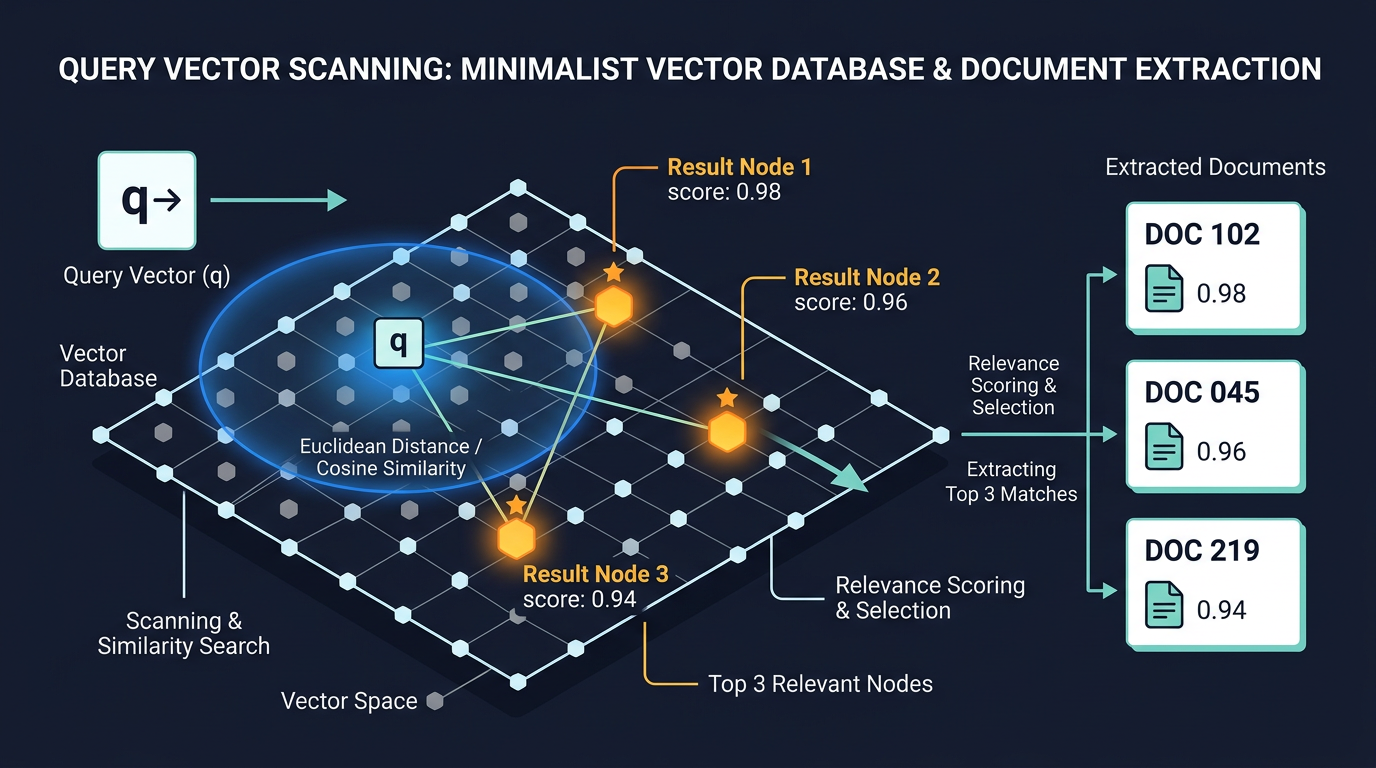 QUERY VECTOR SCANNING: MINIMALIST VECTOR DATABASE & DOCUMENT EXTRACTION
q→
Query Vector (q)
Vector
Database
q
Euclidean Distance /
Cosine Similarity
Result Node 1
score: 0.98
Result Node 2
score: 0.96
Result Node 3
score: 0.94
Scanning &
Similarity Search
Vector Space
Top 3 Relevant Nodes
Relevance Scoring
& Selection
Relevance
Scoring &
Selection
Extracting
Top 3 Matches
Extracted Documents
DOC 102
0.98
DOC 045
0.96
DOC 219
0.94